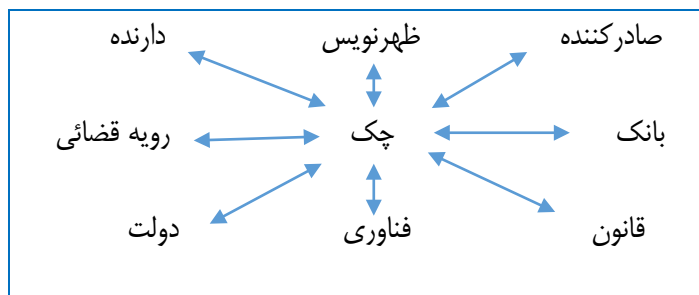 صادرکننده ظهرنویس دارنده
بانک چک رویه قضائی
قانون فناوری دولت